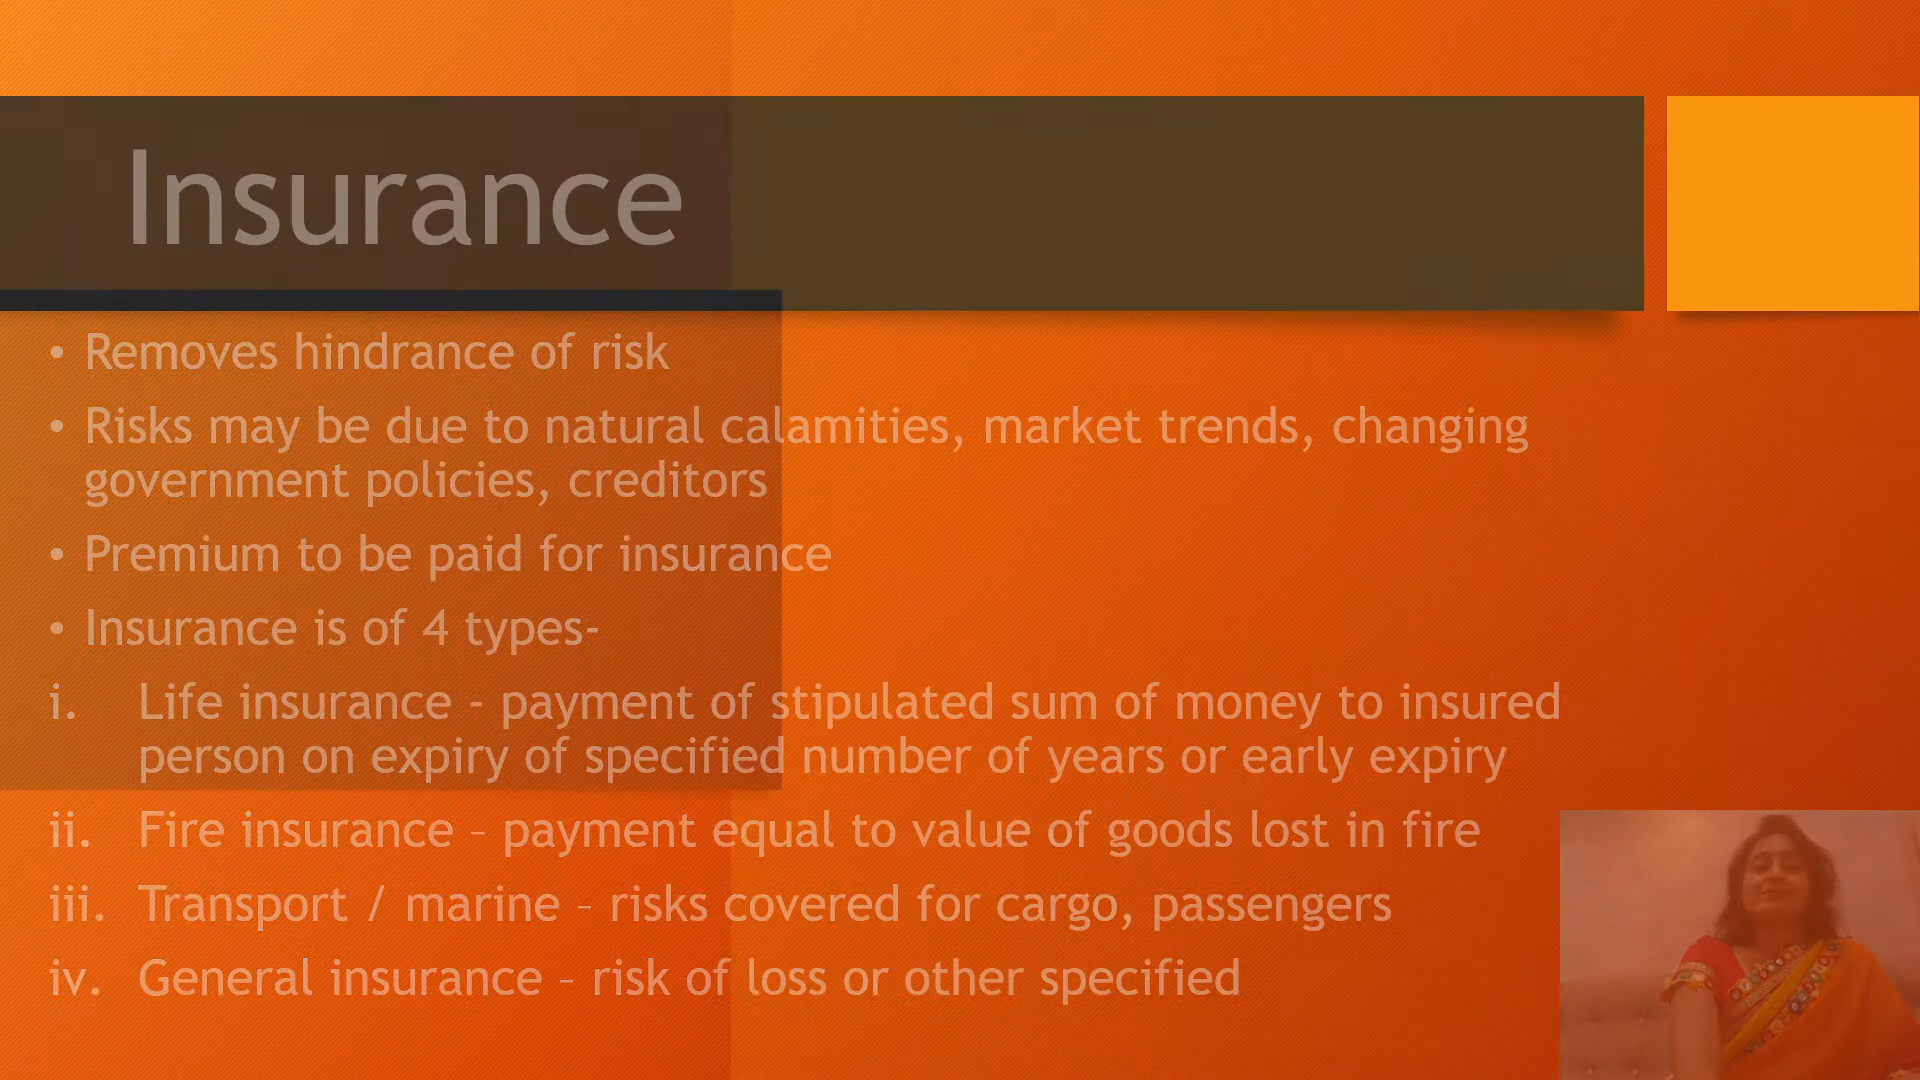 Insurance
• Removes hindrance of risk
• Risks may be due to natural calamities, market trends, changing
government policies, creditors
• Premium to be paid for insurance
• Insurance is of 4 types-
i. Life insurance - payment of stipulated sum of money to insured
person on expiry of specified number of years or early expiry
ii. Fire insurance – payment equal to value of goods lost in fire
iii. Transport / marine – risks covered for cargo, passengers
iv. General insurance – risk of loss or other specified